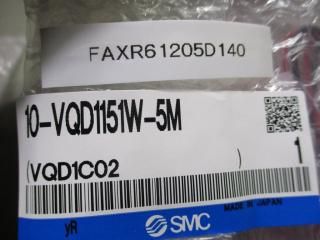 FAXR61205D140
10-VQD1151W-5M
(VQD1C02 )
1
MADE IN JAPAN
yR SMC